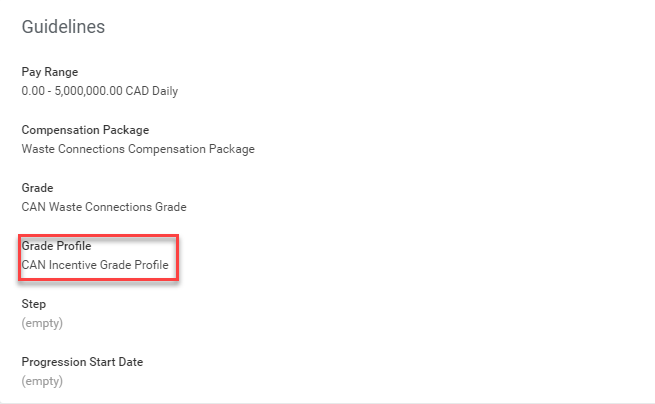 Guidelines
Pay Range
0.00 - 5,000,000.00 CAD Daily
Compensation Package
Waste Connections Compensation Package
Grade
CAN Waste Connections Grade
Grade Profile
CAN Incentive Grade Profile
Step
(empty)
Progression Start Date
(empty)